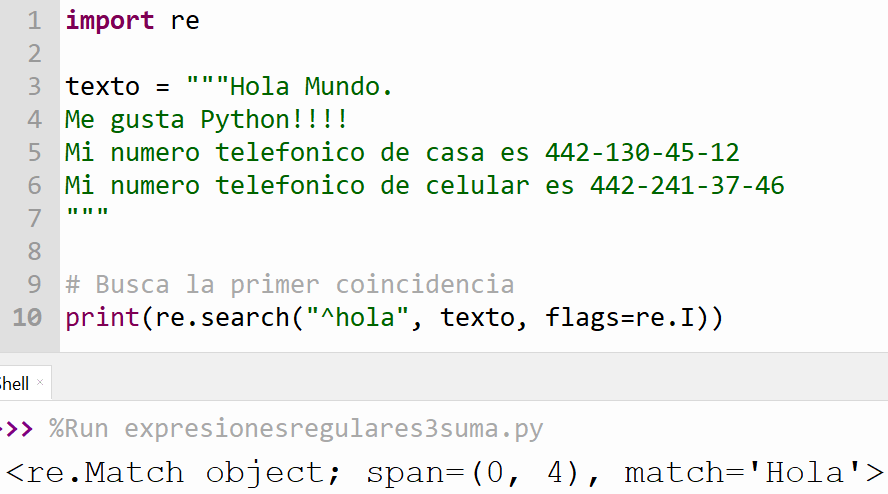 1 import re
2
3 texto = """Hola Mundo.
4 Me gusta Python!!!!
5 Mi numero telefonico de casa es 442-130-45-12
6 Mi numero telefonico de celular es 442-241-37-46
7 """
8
9 # Busca la primer coincidencia
10 print(re.search("^hola", texto, flags=re.I))
Shell ×
>>> %Run expresionesregulares3suma.py
<re.Match object; span=(0, 4), match='Hola'>